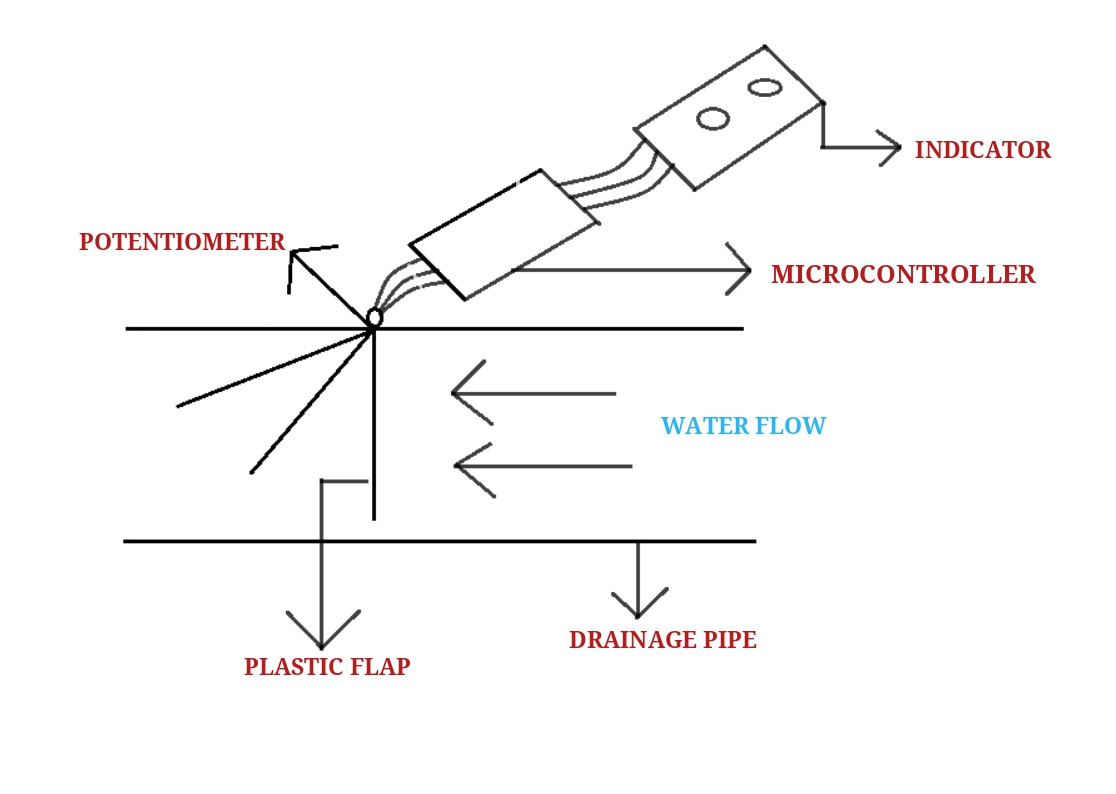 INDICATOR
POTENTIOMETER
MICROCONTROLLER
WATER FLOW
DRAINAGE PIPE
PLASTIC FLAP